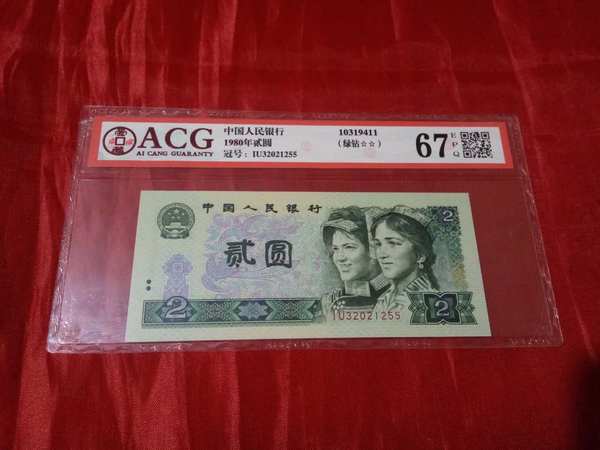 ACG
AI CANG GUARANTY
中国人民银行
1980年贰圆
冠号: IU32021255
10319411
(绿钻☆☆)
67 EPQ
中国人民银行
2
贰圆
2
IU32021255
2